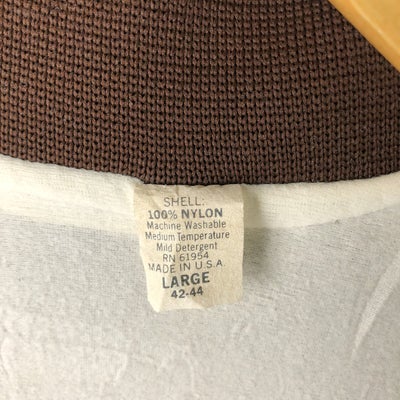 SHELL:
100% NYLON
Machine Washable
Medium Temperature
Mild Detergent
RN 61954
MADE IN U.S.A.
LARGE
42-44